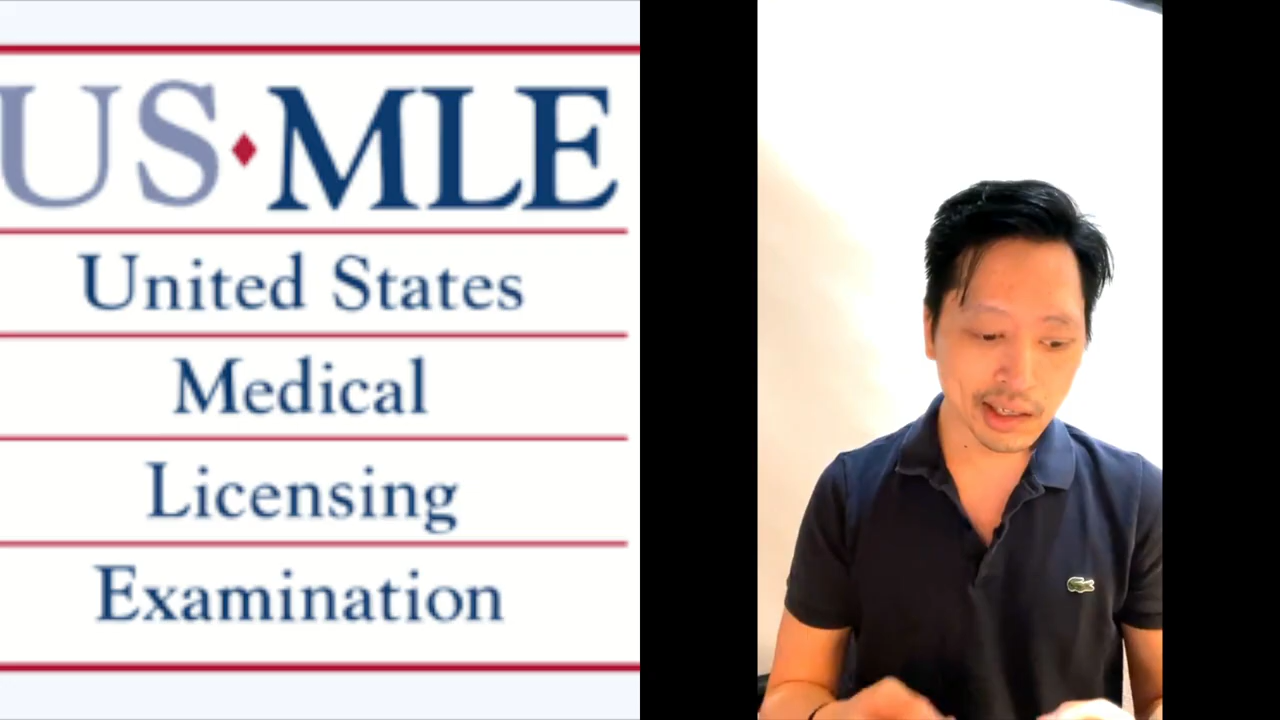 US♦MLE
United States
Medical
Licensing
Examination